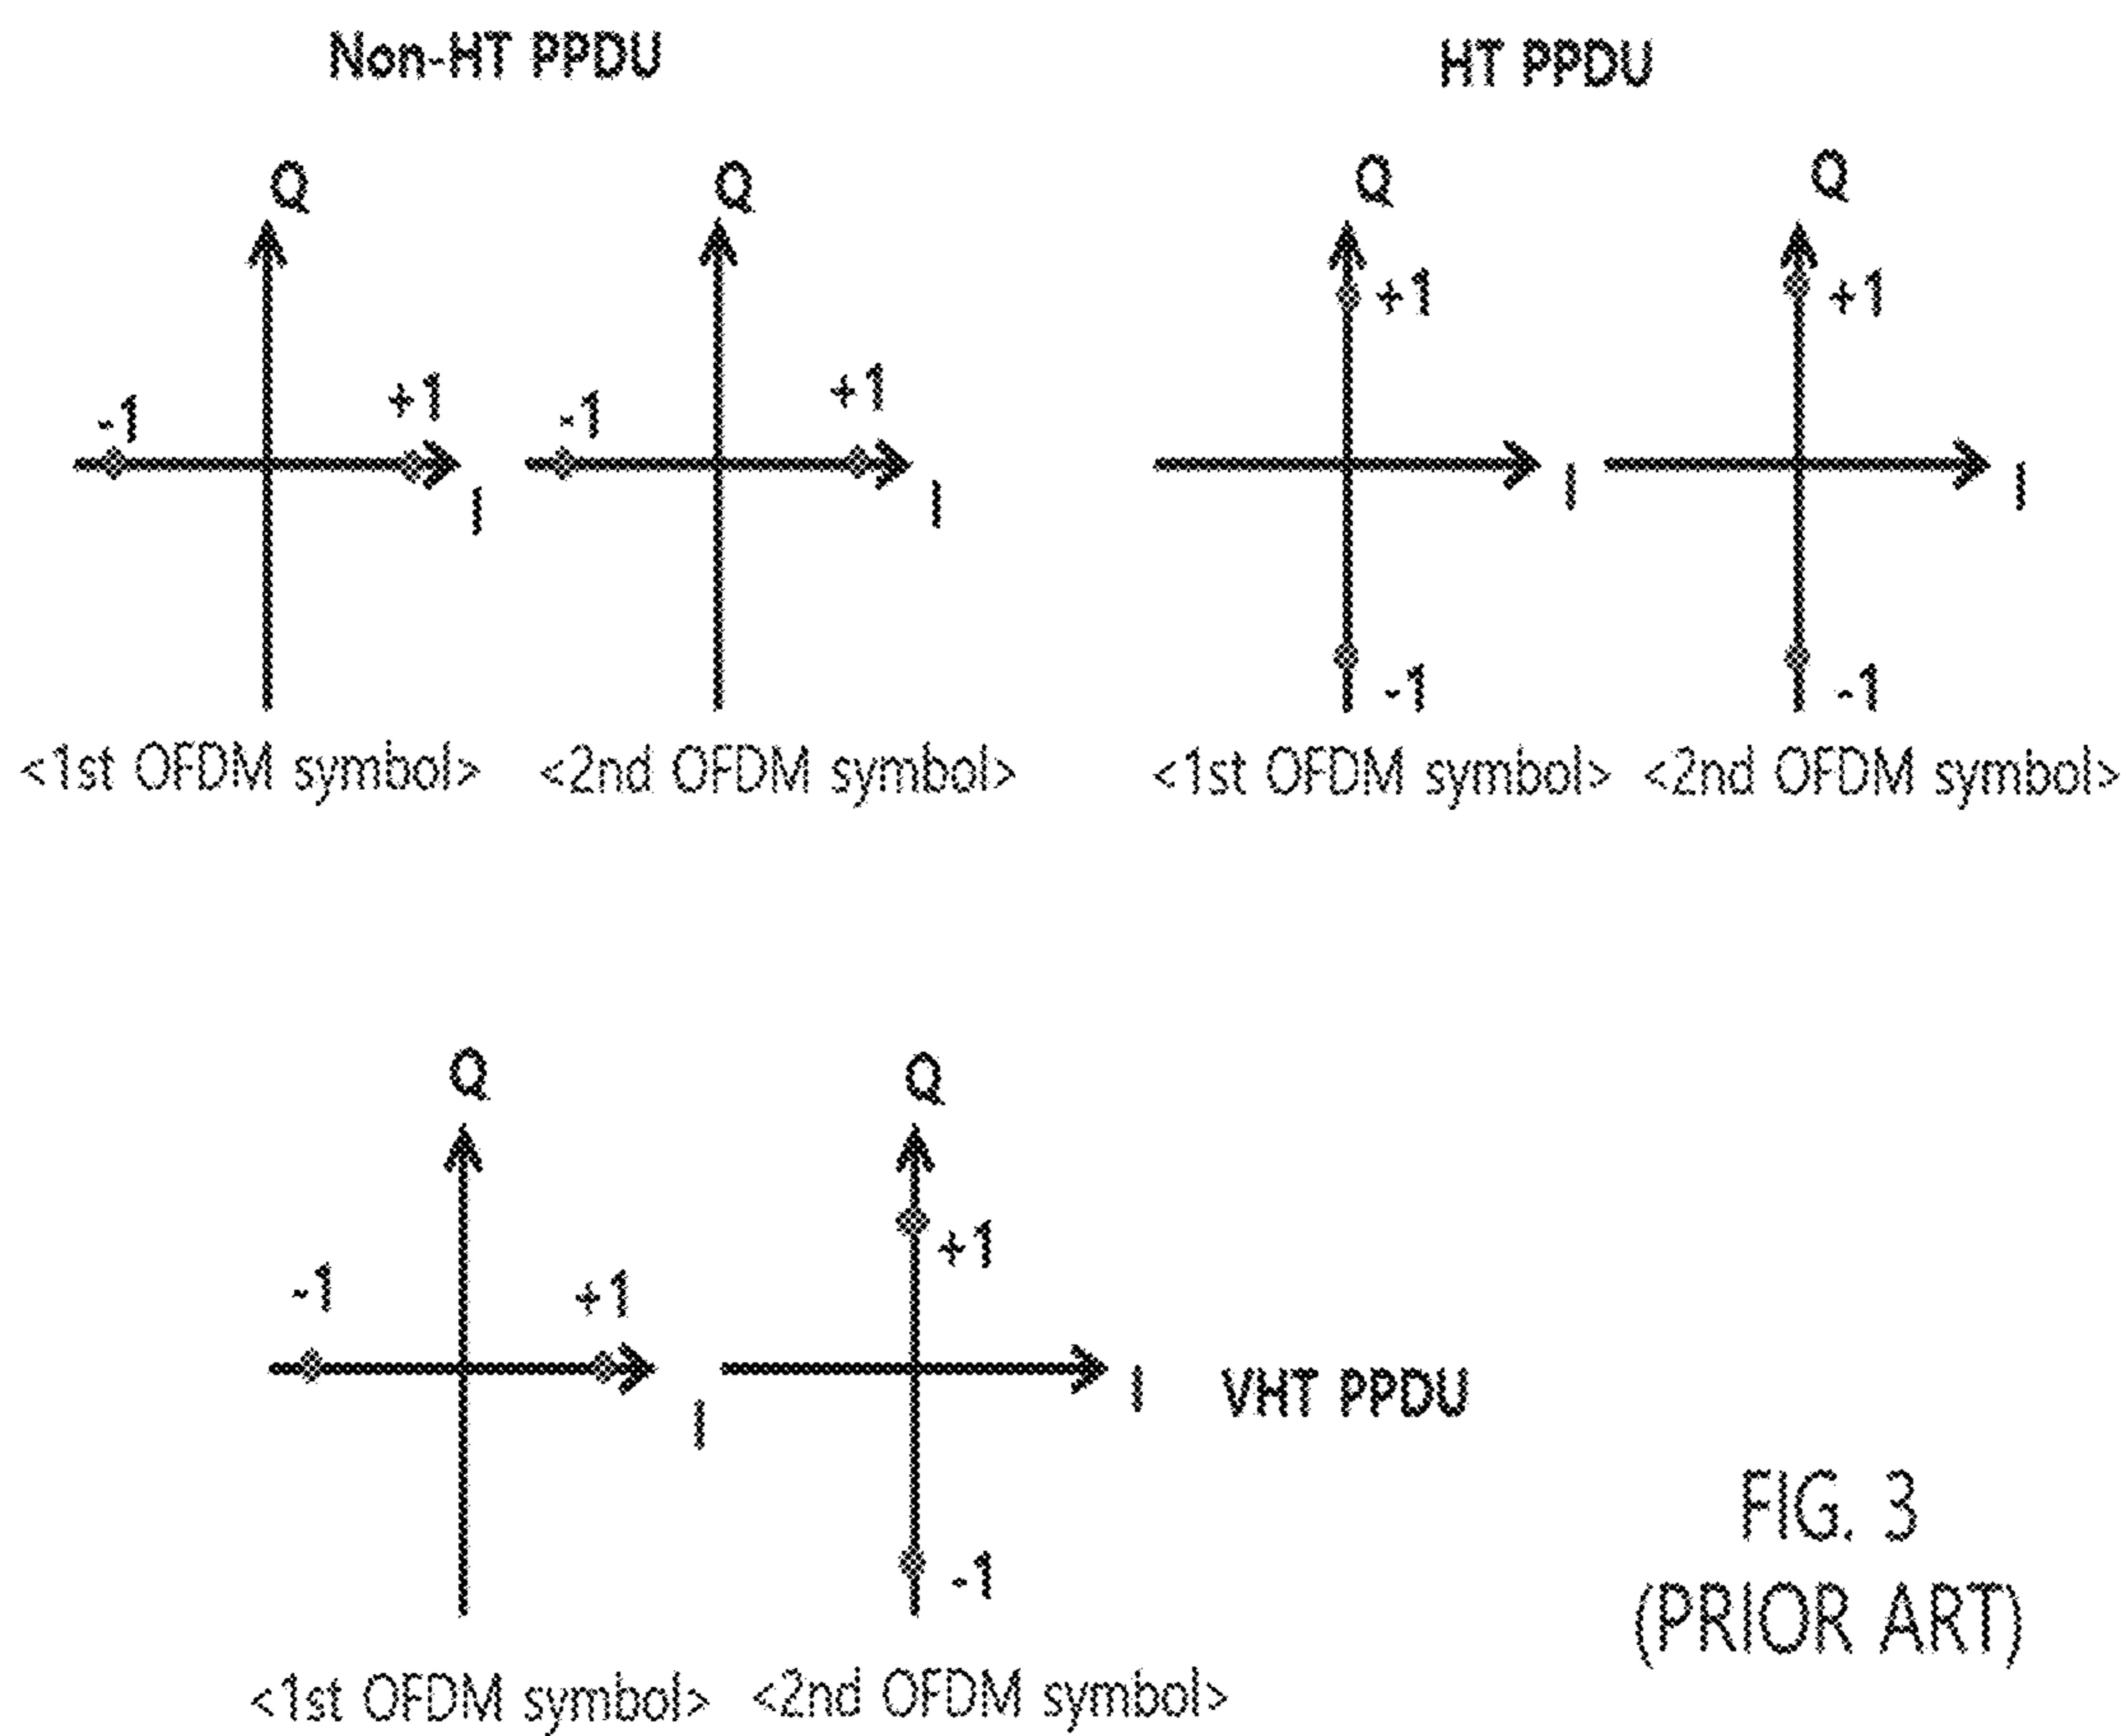 Non-HT PPDU
HT PPDU
Q
Q
Q
Q
+1
+1
-1
+1
-1
+1
I
I
I
I
-1
-1
<1st OFDM symbol>
<2nd OFDM symbol>
<1st OFDM symbol>
<2nd OFDM symbol>
Q
Q
+1
-1
+1
I
I
VHT PPDU
-1
FIG. 3
(PRIOR ART)
<1st OFDM symbol>
<2nd OFDM symbol>